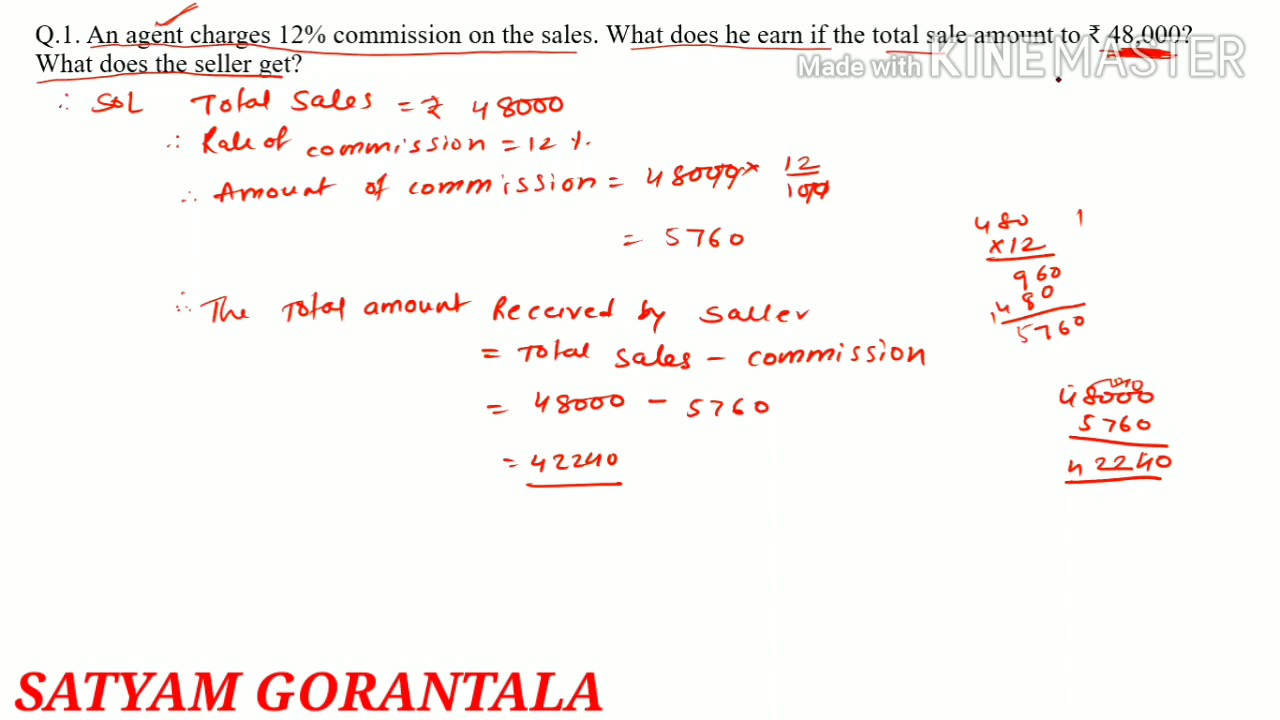 Q.1. An agent charges 12% commission on the sales. What does he earn if the total sale amount to ₹ 48,000?
What does the seller get?
Made with KINEMASTER
∴ Sol Total Sales = ₹ 48000
∴ Rate of commission = 12 %
∴ Amount of commission = 48000 × 12/100
= 5760
480 1
×12
960
480
1
5760
∴ The Total amount Received by Saller
= Total Sales - commission
= 48000 - 5760
= 42240
48000
5760
42240
SATYAM GORANTALA